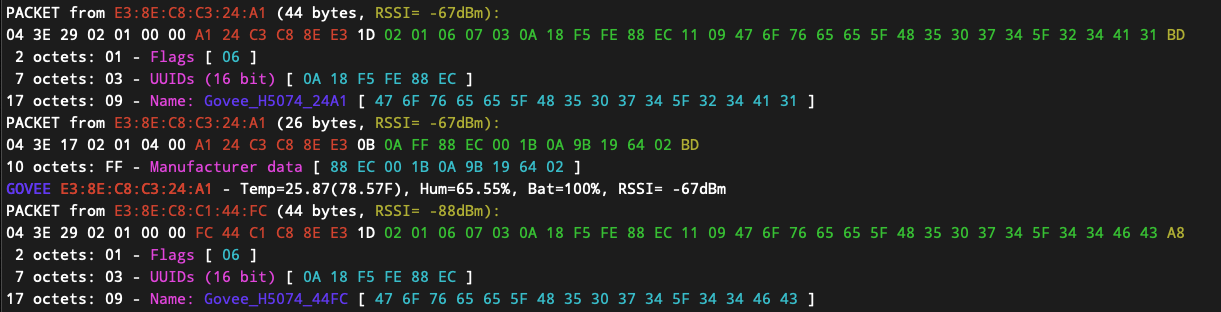 PACKET from E3:8E:C8:C3:24:A1 (44 bytes, RSSI= -67dBm):
04 3E 29 02 01 00 00 A1 24 C3 C8 8E E3 1D 02 01 06 07 03 0A 18 F5 FE 88 EC 11 09 47 6F 76 65 65 5F 48 35 30 37 34 5F 32 34 41 31 BD
2 octets: 01 - Flags [ 06 ]
7 octets: 03 - UUIDs (16 bit) [ 0A 18 F5 FE 88 EC ]
17 octets: 09 - Name: Govee_H5074_24A1 [ 47 6F 76 65 65 5F 48 35 30 37 34 5F 32 34 41 31 ]
PACKET from E3:8E:C8:C3:24:A1 (26 bytes, RSSI= -67dBm):
04 3E 17 02 01 04 00 A1 24 C3 C8 8E E3 0B 0A FF 88 EC 00 1B 0A 9B 19 64 02 BD
10 octets: FF - Manufacturer data [ 88 EC 00 1B 0A 9B 19 64 02 ]
GOVEE E3:8E:C8:C3:24:A1 - Temp=25.87(78.57F), Hum=65.55%, Bat=100%, RSSI= -67dBm
PACKET from E3:8E:C8:C1:44:FC (44 bytes, RSSI= -88dBm):
04 3E 29 02 01 00 00 FC 44 C1 C8 8E E3 1D 02 01 06 07 03 0A 18 F5 FE 88 EC 11 09 47 6F 76 65 65 5F 48 35 30 37 34 5F 34 34 46 43 A8
2 octets: 01 - Flags [ 06 ]
7 octets: 03 - UUIDs (16 bit) [ 0A 18 F5 FE 88 EC ]
17 octets: 09 - Name: Govee_H5074_44FC [ 47 6F 76 65 65 5F 48 35 30 37 34 5F 34 34 46 43 ]